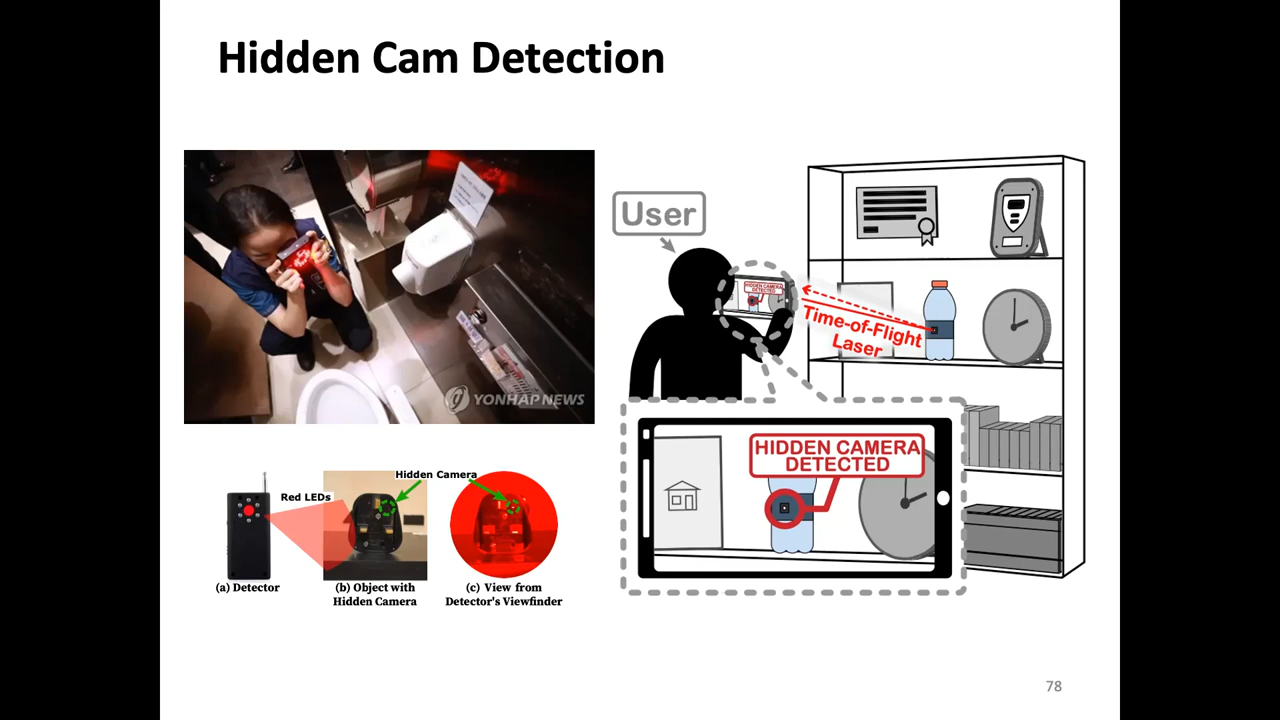 Hidden Cam Detection
YONHAP NEWS
User
HIDDEN CAMERA
DETECTED
Time-of-Flight
Laser
HIDDEN CAMERA
DETECTED
Hidden Camera
Red LEDs
(a) Detector
(b) Object with
Hidden Camera
(c) View from
Detector's Viewfinder
78